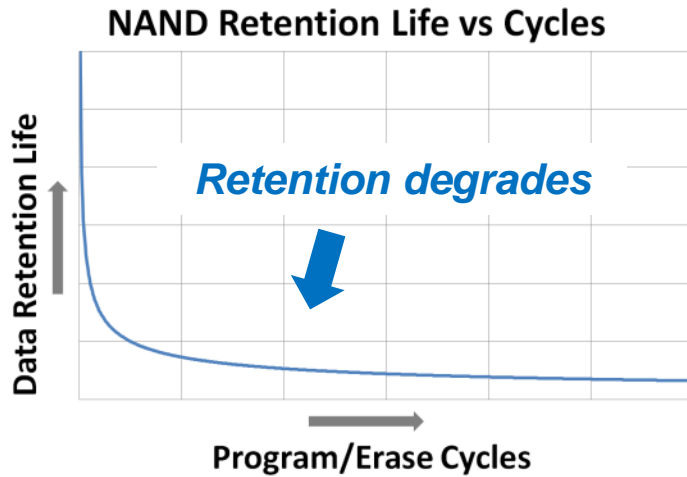 NAND Retention Life vs Cycles
Data Retention Life
Retention degrades
Program/Erase Cycles